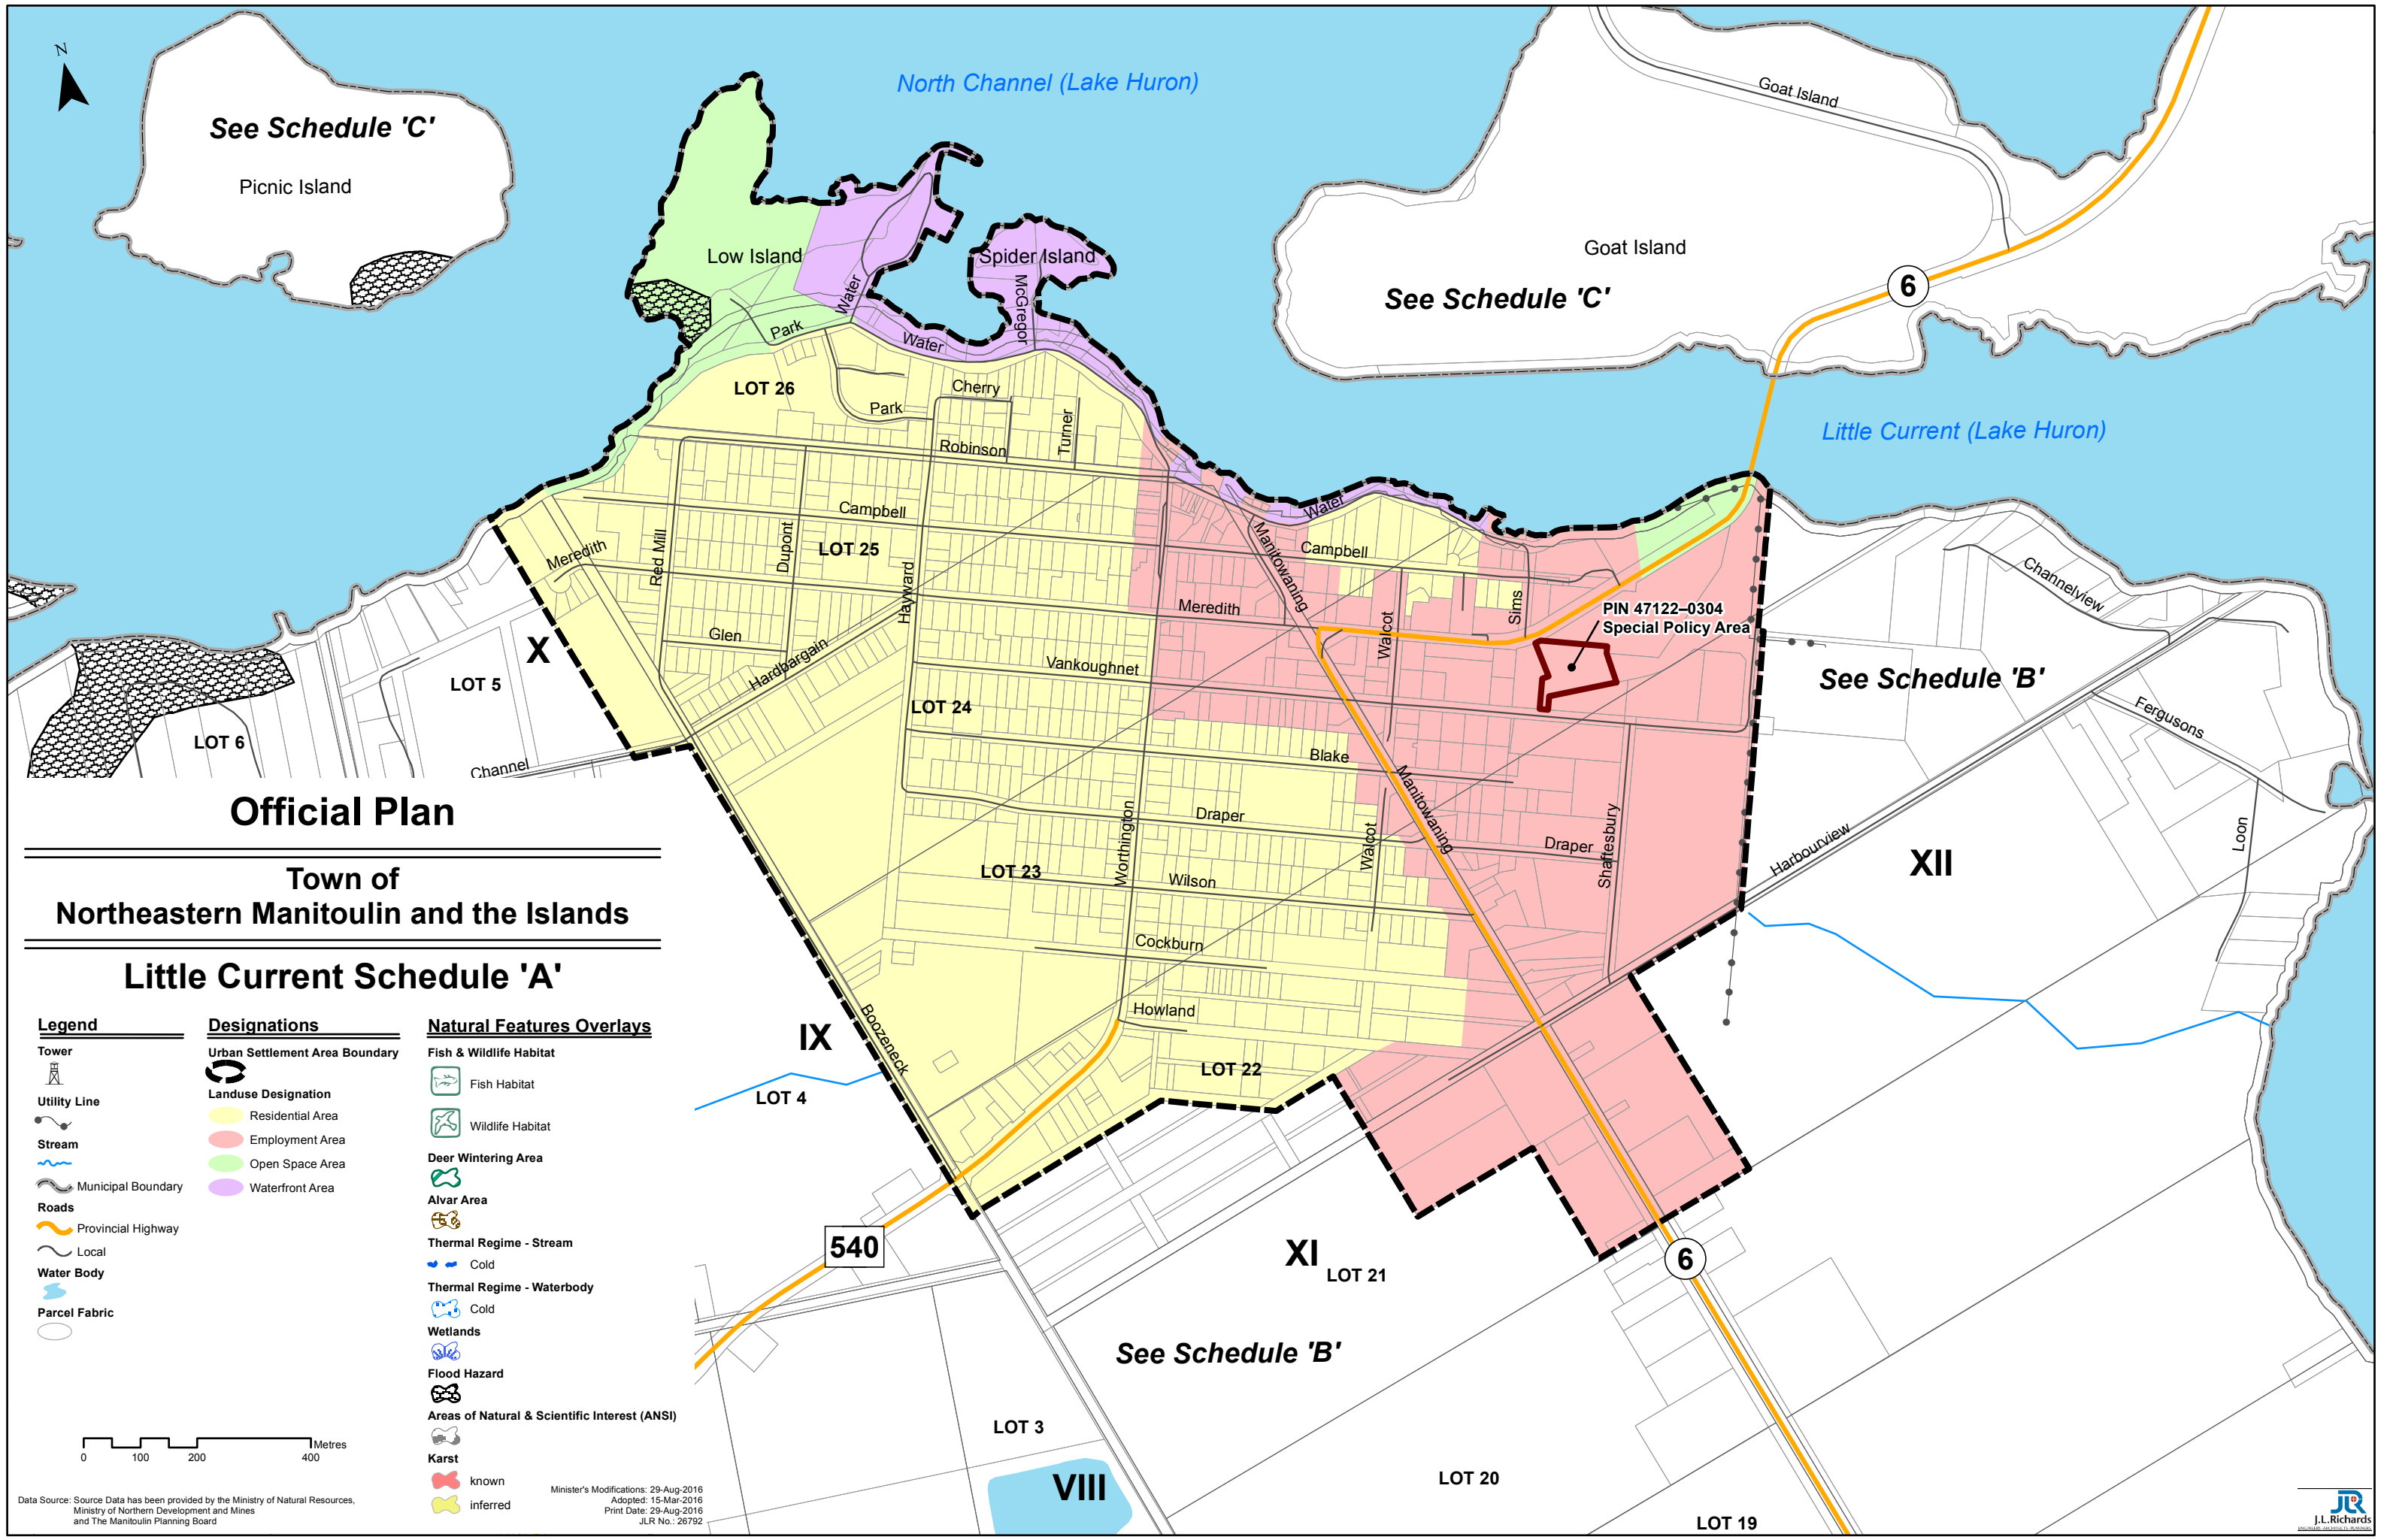 N
See Schedule 'C'
Picnic Island
North Channel (Lake Huron)
Goat Island
Goat Island
See Schedule 'C'
6
Low Island
Spider Island
McGregor
Water
Park
Water
Little Current (Lake Huron)
LOT 26
Cherry
Park
Turner
Robinson
Campbell
Water
Manitowaning
Campbell
Red Mill
Dupont
LOT 25
Meredith
Hayward
Meredith
Walcot
Sims
PIN 47122–0304
Special Policy Area
Channelview
X
LOT 5
Glen
Hardbargain
Vankoughnet
See Schedule 'B'
LOT 6
LOT 24
Fergusons
Channel
Blake
Manitowaning
Draper
Worthington
Walcot
Draper
Shaftesbury
Harbourview
Loon
XII
LOT 23
Wilson
Cockburn
Howland
Boozeneck
IX
LOT 4
LOT 22
540
XI
LOT 21
6
See Schedule 'B'
LOT 3
VIII
LOT 20
LOT 19
Official Plan
Town of
Northeastern Manitoulin and the Islands
Little Current Schedule 'A'
Legend
Tower
Utility Line
Stream
Municipal Boundary
Roads
Provincial Highway
Local
Water Body
Parcel Fabric
Designations
Urban Settlement Area Boundary
Landuse Designation
Residential Area
Employment Area
Open Space Area
Waterfront Area
Natural Features Overlays
Fish & Wildlife Habitat
Fish Habitat
Wildlife Habitat
Deer Wintering Area
Alvar Area
Thermal Regime - Stream
Cold
Thermal Regime - Waterbody
Cold
Wetlands
Flood Hazard
Areas of Natural & Scientific Interest (ANSI)
Karst
known
inferred
Metres
0 100 200 400
Data Source: Source Data has been provided by the Ministry of Natural Resources,
Ministry of Northern Development and Mines
and The Manitoulin Planning Board
Minister's Modifications: 29-Aug-2016
Adopted: 15-Mar-2016
Print Date: 29-Aug-2016
JLR No.: 26792
JLR
J.L.Richards
ENGINEERS · ARCHITECTS · PLANNERS